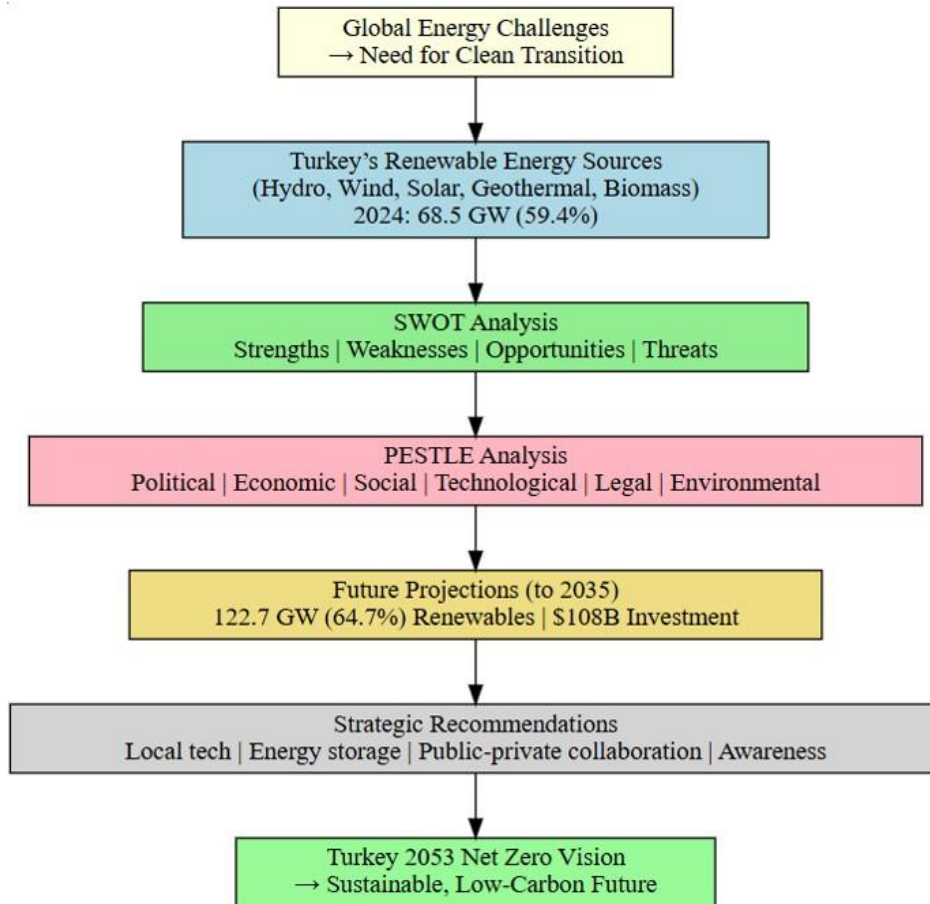 Global Energy Challenges
→ Need for Clean Transition
Turkey's Renewable Energy Sources
(Hydro, Wind, Solar, Geothermal, Biomass)
2024: 68.5 GW (59.4%)
SWOT Analysis
Strengths | Weaknesses | Opportunities | Threats
PESTLE Analysis
Political | Economic | Social | Technological | Legal | Environmental
Future Projections (to 2035)
122.7 GW (64.7%) Renewables | $108B Investment
Strategic Recommendations
Local tech | Energy storage | Public-private collaboration | Awareness
Turkey 2053 Net Zero Vision
→ Sustainable, Low-Carbon Future